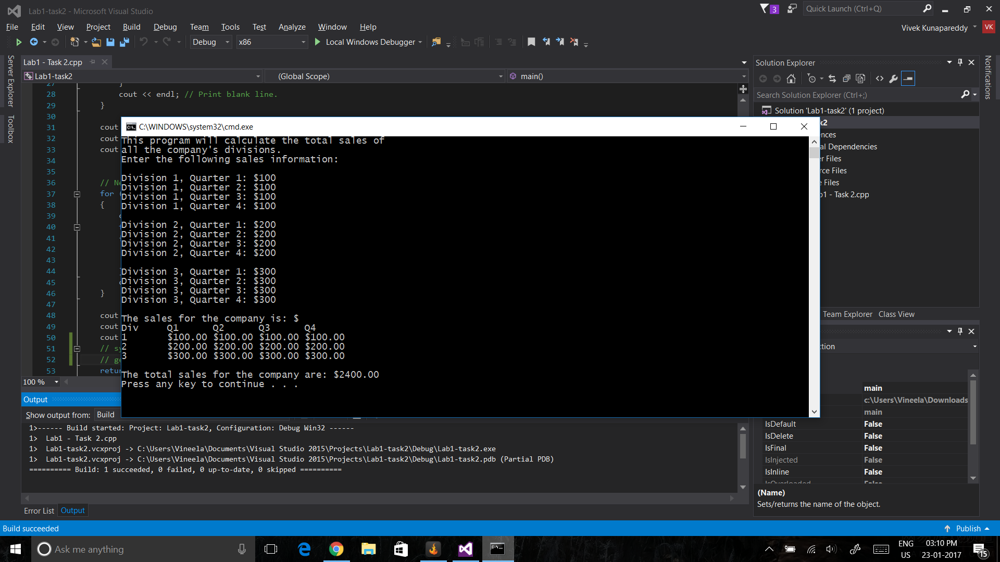 Lab1-task2 - Microsoft Visual Studio
3
Quick Launch (Ctrl+Q)
File Edit View Project Build Debug Team Tools Test Analyze Window Help
Vivek Kunapareddy VK
Debug x86 Local Windows Debugger
Server Explorer
Toolbox
Lab1 - Task 2.cpp
Lab1-task2 (Global Scope) main()
27 }
28 cout << endl; // Print blank line.
29 }
30
31 cout
32 cout
33 cout
34
35
36 // Ne
37 for (
38 {
39
40
41
42
43
44
45
46 }
47
48 cout
49 cout
50 cout
51 // sy
52 // ge
53 retur
100 %
C:\WINDOWS\system32\cmd.exe
This program will calculate the total sales of
all the company's divisions.
Enter the following sales information:
Division 1, Quarter 1: $100
Division 1, Quarter 2: $100
Division 1, Quarter 3: $100
Division 1, Quarter 4: $100
Division 2, Quarter 1: $200
Division 2, Quarter 2: $200
Division 2, Quarter 3: $200
Division 2, Quarter 4: $200
Division 3, Quarter 1: $300
Division 3, Quarter 2: $300
Division 3, Quarter 3: $300
Division 3, Quarter 4: $300
The sales for the company is: $
Div Q1 Q2 Q3 Q4
1 $100.00 $100.00 $100.00 $100.00
2 $200.00 $200.00 $200.00 $200.00
3 $300.00 $300.00 $300.00 $300.00
The total sales for the company are: $2400.00
Press any key to continue . . .
Solution Explorer
Search Solution Explorer (Ctrl+;)
Solution 'Lab1-task2' (1 project)
k2
nces
al Dependencies
er Files
rce Files
e Files
b1 - Task 2.cpp
Notifications
Team Explorer Class View
ction
main
c:\Users\Vineela\Downloads
main
IsDefault False
IsDelete False
IsFinal False
IsInjected False
IsInline False
IsOverloaded False
(Name)
Sets/returns the name of the object.
Output
Show output from: Build
1>------ Build started: Project: Lab1-task2, Configuration: Debug Win32 ------
1> Lab1 - Task 2.cpp
1> Lab1-task2.vcxproj -> C:\Users\Vineela\Documents\Visual Studio 2015\Projects\Lab1-task2\Debug\Lab1-task2.exe
1> Lab1-task2.vcxproj -> C:\Users\Vineela\Documents\Visual Studio 2015\Projects\Lab1-task2\Debug\Lab1-task2.pdb (Partial PDB)
========== Build: 1 succeeded, 0 failed, 0 up-to-date, 0 skipped ==========
Error List Output
Build succeeded
Publish
Ask me anything
ENG
US
03:10 PM
23-01-2017
15